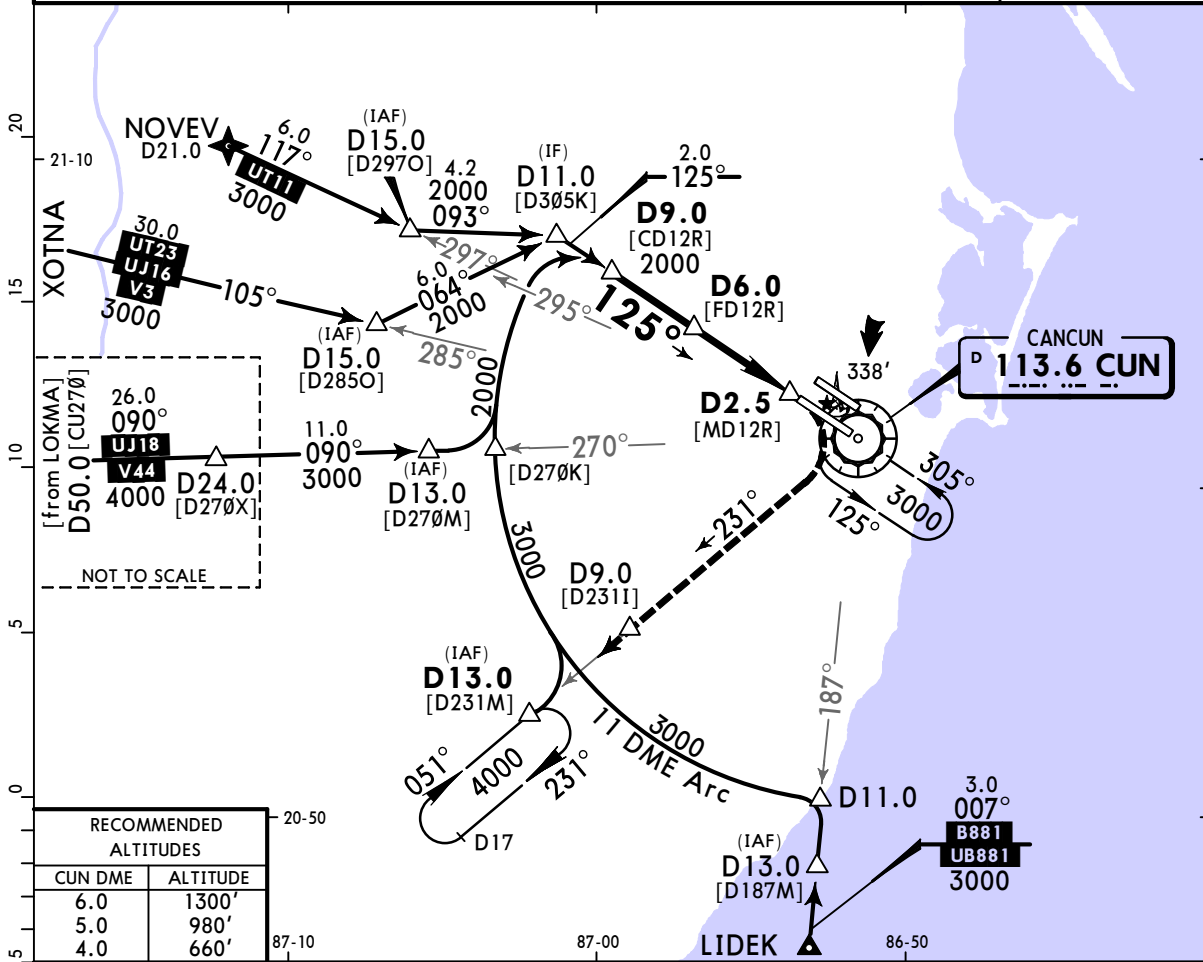 20
21-10
15
10
5
0
5
NOVEV
D21.0
6.0
117°
UT11
3000
(IAF)
D15.0
[D297O]
4.2
2000
093°
(IF)
D11.0
[D3Ø5K]
2.0
125°
D9.0
[CD12R]
2000
D6.0
[FD12R]
XOTNA
30.0
UT23
UJ16
V3
3000
105°
297°
295°
6.0
064°
2000
125°
(IAF)
D15.0
[D285O]
285°
D2.5
[MD12R]
338'
CANCUN
D 113.6 CUN
[from LOKMA]
D50.0 [CU27Ø]
26.0
090°
UJ18
V44
4000
D24.0
[D27ØX]
NOT TO SCALE
11.0
090°
3000
(IAF)
D13.0
[D27ØM]
2000
270°
[D27ØK]
305°
3000
125°
231°
3000
D9.0
[D231I]
(IAF)
D13.0
[D231M]
051°
4000
231°
D17
3000
11 DME Arc
187°
D11.0
(IAF)
D13.0
[D187M]
3.0
007°
B881
UB881
3000
LIDEK
RECOMMENDED
ALTITUDES
CUN DME ALTITUDE
6.0 1300'
5.0 980'
4.0 660'
20-50
87-10
87-00
86-50